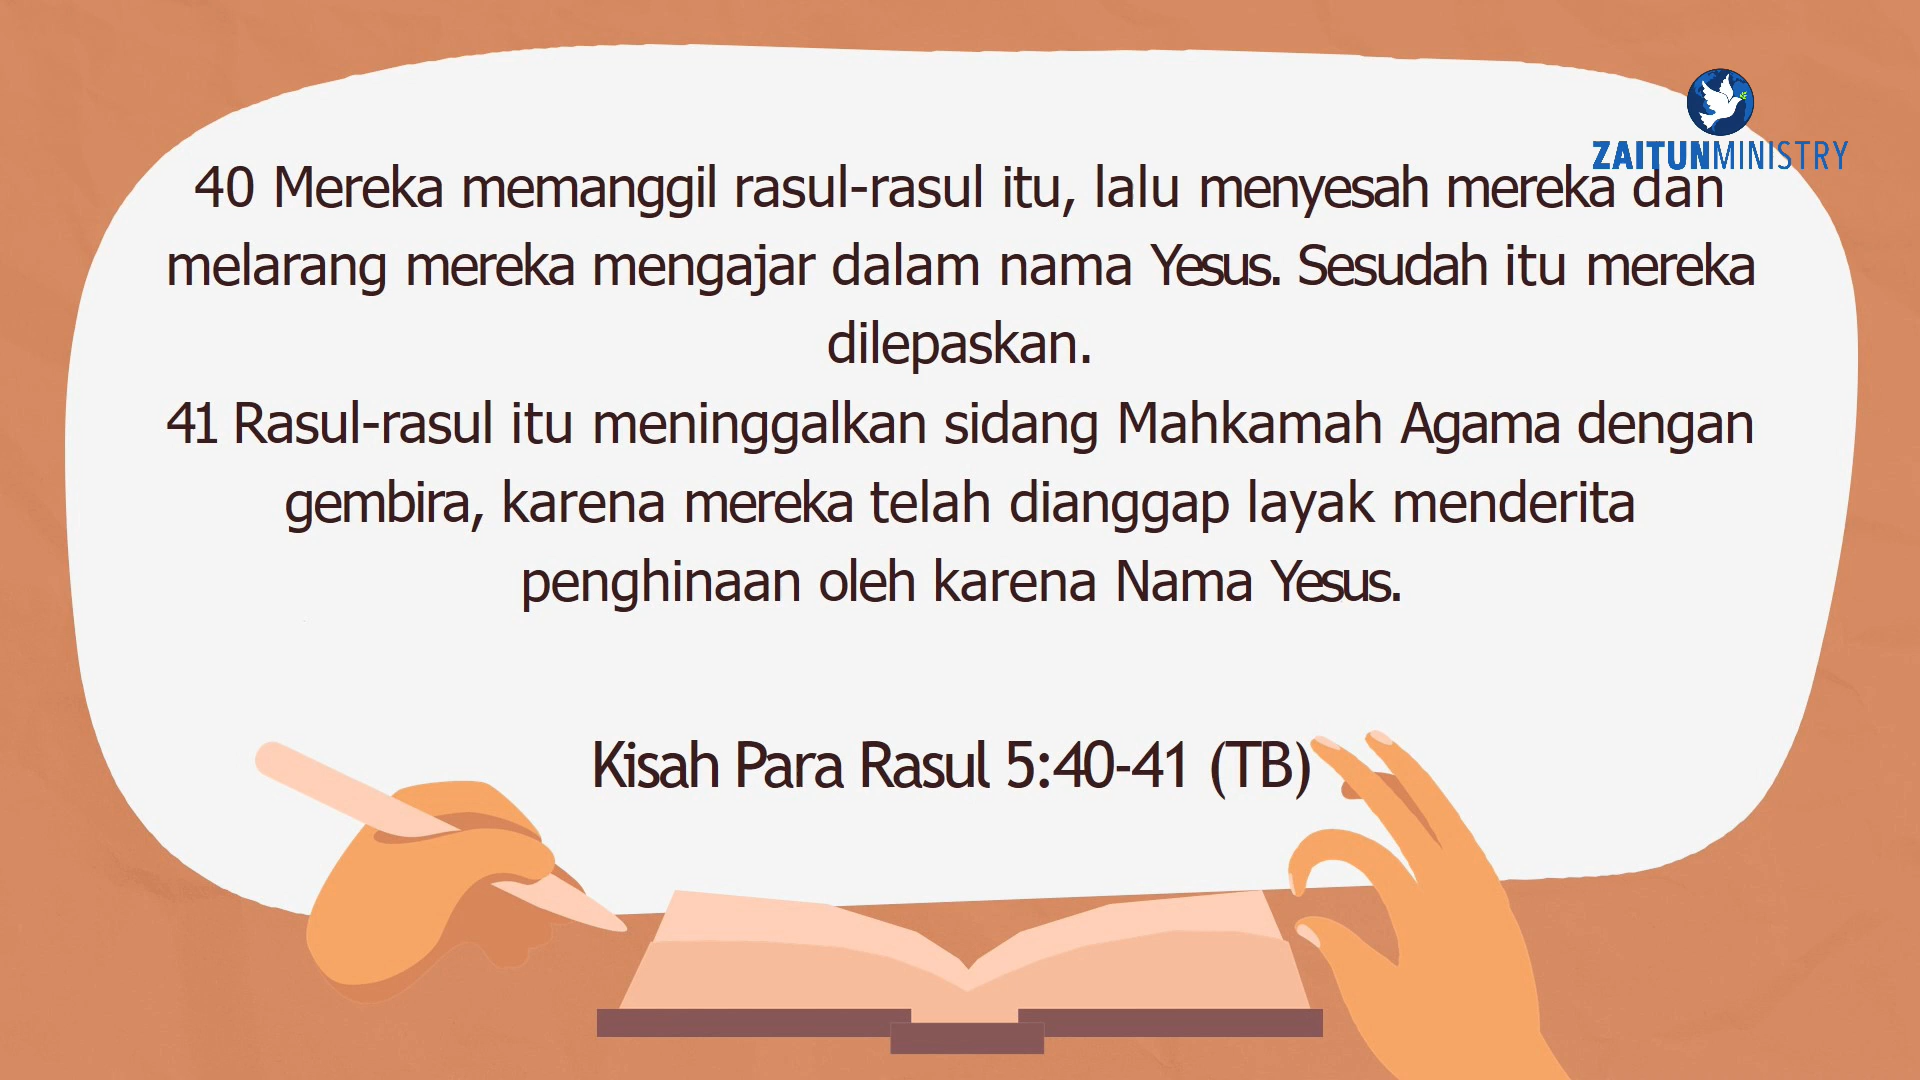 ZAITUNMINISTRY
40 Mereka memanggil rasul-rasul itu, lalu menyesah mereka dan
melarang mereka mengajar dalam nama Yesus. Sesudah itu mereka
dilepaskan.
41 Rasul-rasul itu meninggalkan sidang Mahkamah Agama dengan
gembira, karena mereka telah dianggap layak menderita
penghinaan oleh karena Nama Yesus.
Kisah Para Rasul 5:40-41 (TB)